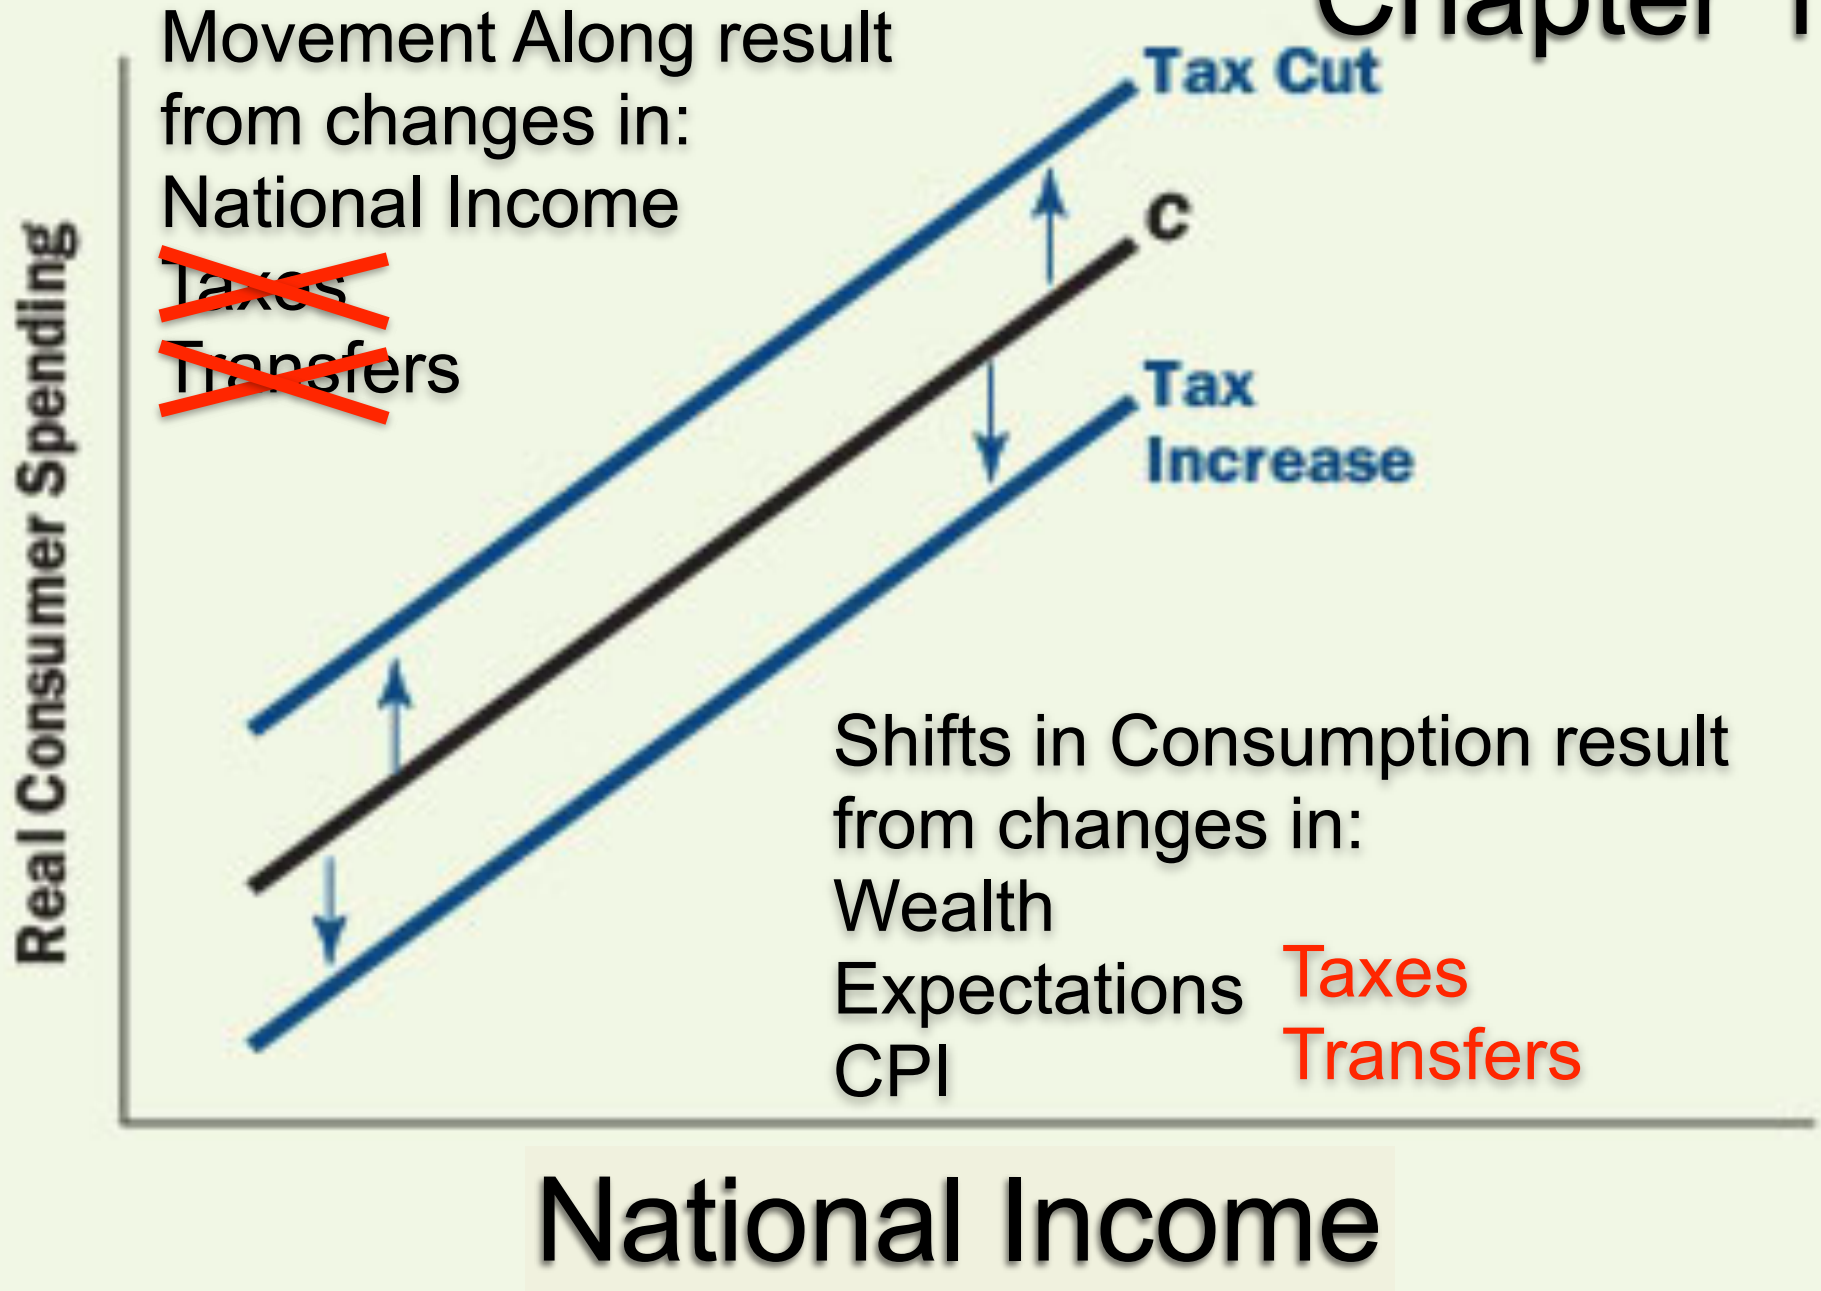 Chapter 1
Movement Along result
from changes in:
National Income
Taxes
Transfers
Tax Cut
C
Tax
Increase
Real Consumer Spending
Shifts in Consumption result
from changes in:
Wealth
Expectations
CPI
Taxes
Transfers
National Income